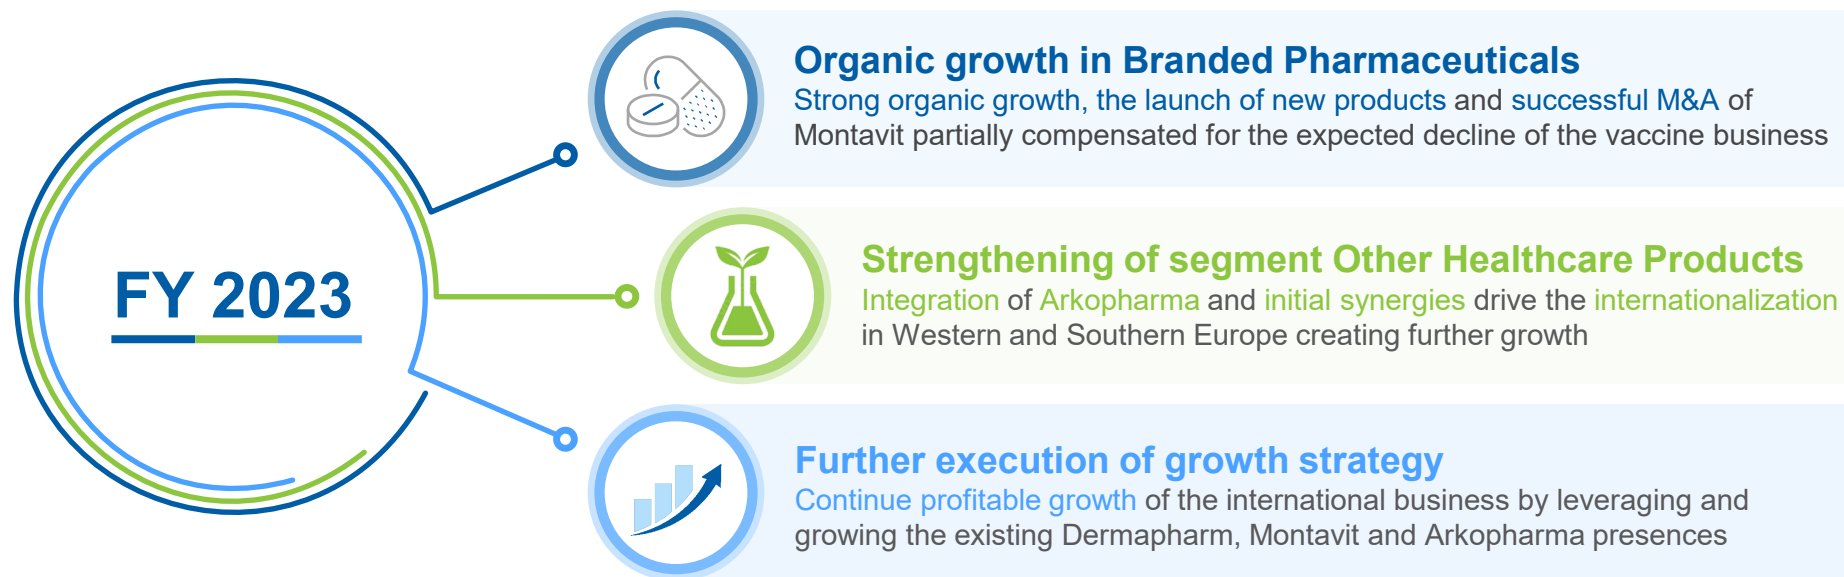 FY 2023
Organic growth in Branded Pharmaceuticals
Strong organic growth, the launch of new products and successful M&A of
Montavit partially compensated for the expected decline of the vaccine business
Strengthening of segment Other Healthcare Products
Integration of Arkopharma and initial synergies drive the internationalization
in Western and Southern Europe creating further growth
Further execution of growth strategy
Continue profitable growth of the international business by leveraging and
growing the existing Dermapharm, Montavit and Arkopharma presences